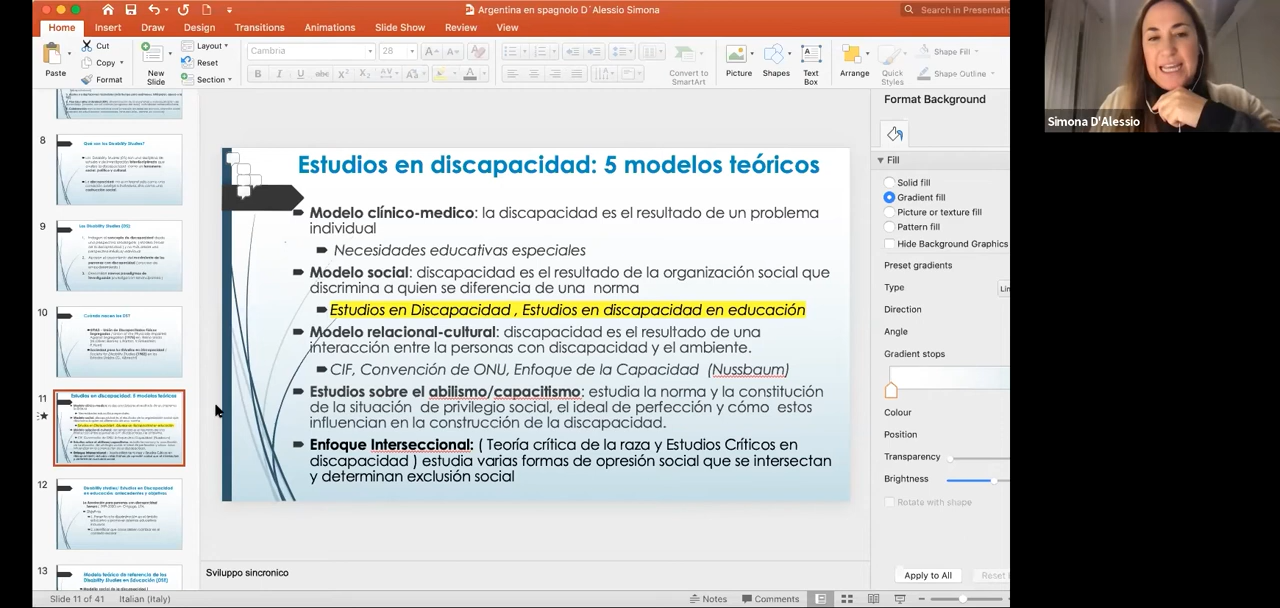 Argentina en spagnolo D´Alessio Simona
Search in Presentatio
Home
Insert
Draw
Design
Transitions
Animations
Slide Show
Review
View
Paste
Cut
Copy
Format
New
Slide
Layout
Reset
Section
Cambria
28
Convert to
SmartArt
Picture
Shapes
Text
Box
Arrange
Quick
Styles
Shape Fill
Shape Outline
Simona D'Alessio
8
9
10
11
12
13
Estudios en discapacidad: 5 modelos teóricos
Modelo clínico-medico: la discapacidad es el resultado de un problema
individual
Necesidades educativas especiales
Modelo social: discapacidad es el resultado de la organización social que
discrimina a quien se diferencia de una norma
Estudios en Discapacidad , Estudios en discapacidad en educación
Modelo relacional-cultural: discapacidad es el resultado de una
interacción entre la personas con discapacidad y el ambiente.
CIF, Convención de ONU, Enfoque de la Capacidad (Nussbaum)
Estudios sobre el abilismo/capacitismo: estudia la norma y la constitución
de la situación de privilegio social, el ideal de perfección y cómo estos
influencian en la construcción de la discapacidad.
Enfoque intersecional: ( Teoria critica de la raza y Estudios Críticos en
discapacidad ) estudia varias formas de opresión social que se intersectan
y determinan exclusión social
Format Background
Fill
Solid fill
Gradient fill
Picture or texture fill
Pattern fill
Hide Background Graphics
Preset gradients
Type
Direction
Angle
Gradient stops
Colour
Position
Transparency
Brightness
Rotate with shape
Apply to All
Reset
Sviluppo sincronico
Slide 11 of 41
Italian (Italy)
Notes
Comments